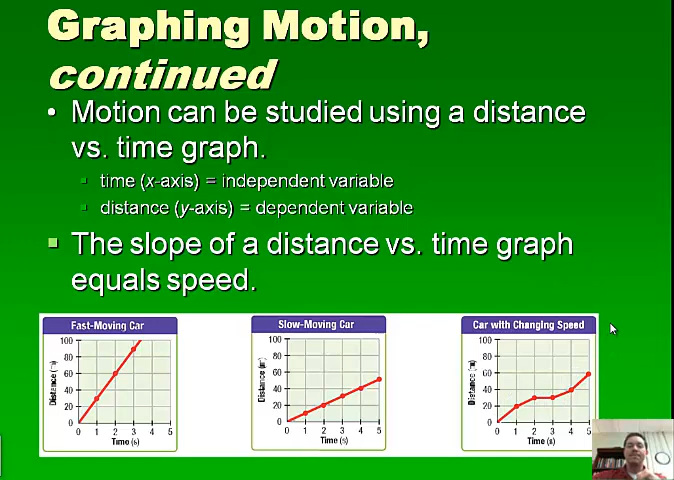 Graphing Motion,
continued
• Motion can be studied using a distance
vs. time graph.
▪ time (x-axis) = independent variable
▪ distance (y-axis) = dependent variable
▪ The slope of a distance vs. time graph
equals speed.
Fast-Moving Car
100
80
60
40
20
0
Distance (m)
0 1 2 3 4 5
Time (s)
Slow-Moving Car
100
80
60
40
20
0
Distance (m)
0 1 2 3 4 5
Time (s)
Car with Changing Speed
100
80
60
40
20
0
Distance (m)
0 1 2 3 4 5
Time (s)